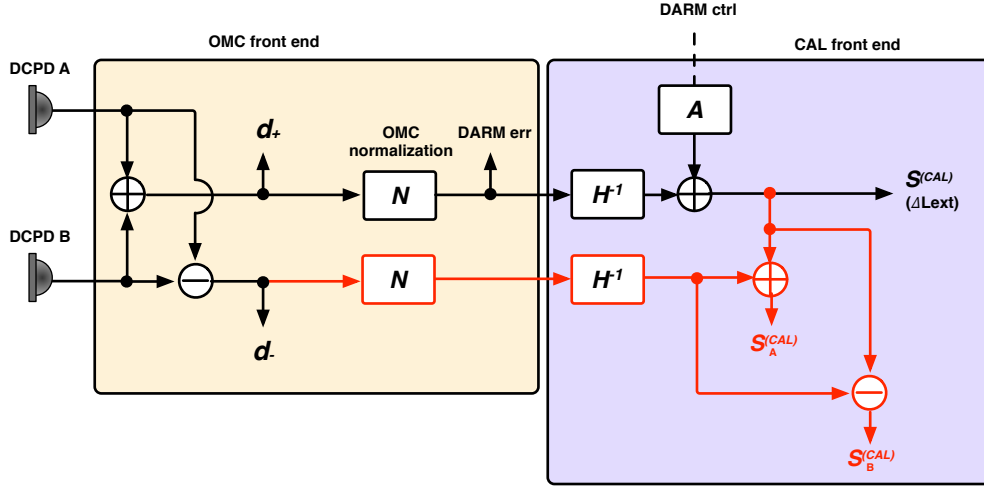 DARM ctrl
OMC front end
CAL front end
DCPD A
A
d+
OMC
normalization
DARM err
N
H-1
S(CAL)
(ΔLext)
DCPD B
N
H-1
d-
S(CAL)
A
S(CAL)
B